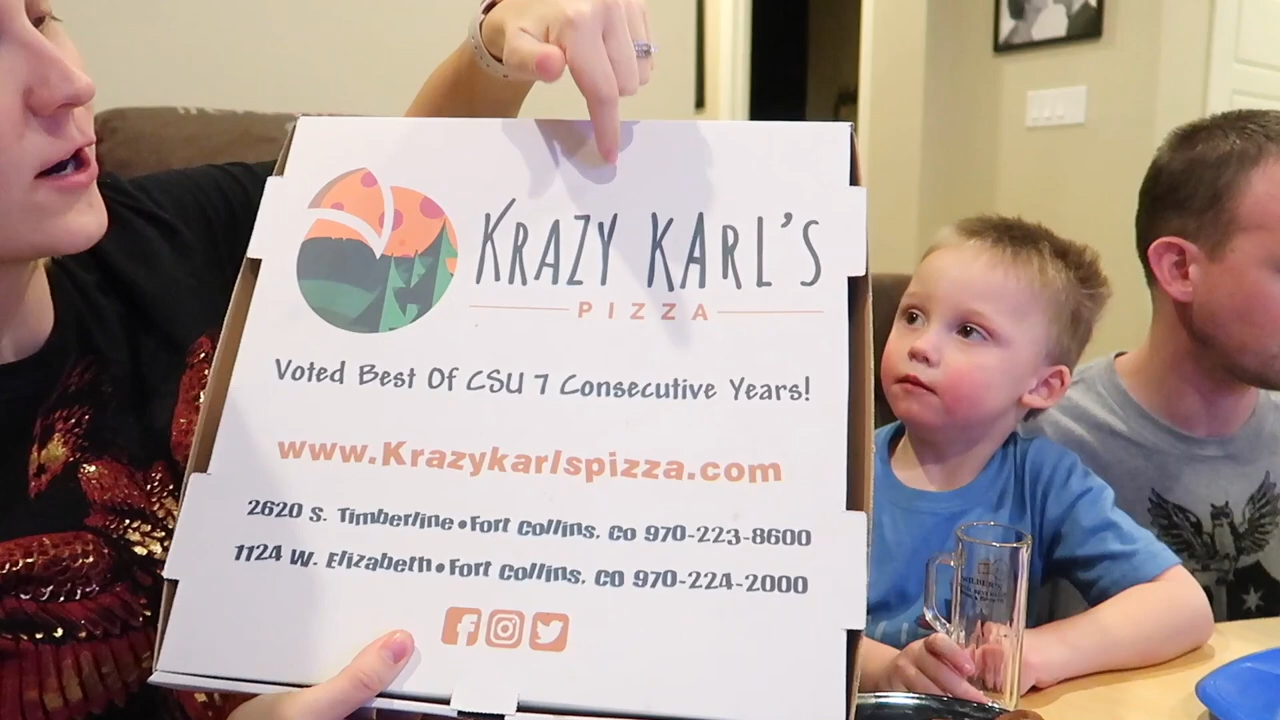 KRAZY KARL'S
PIZZA
Voted Best Of CSU 7 Consecutive Years!
www.Krazykarlspizza.com
2620 S. Timberline•Fort Collins, Co 970-223-8600
1124 W. Elizabeth•Fort Collins, CO 970-224-2000